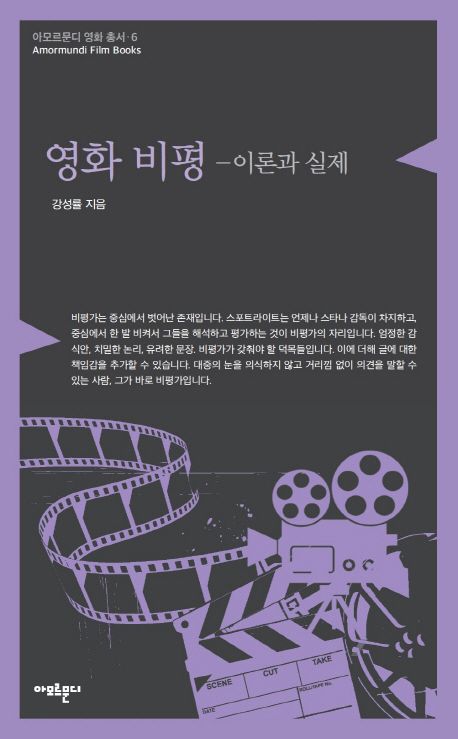 아모르문디 영화 총서·6
Amormundi Film Books
영화 비평 – 이론과 실제
강성률 지음
비평가는 중심에서 벗어난 존재입니다. 스포트라이트는 언제나 스타나 감독이 차지하고,
중심에서 한 발 비켜서 그들을 해석하고 평가하는 것이 비평가의 자리입니다. 엄정한 감
식안, 치밀한 논리, 유려한 문장. 비평가가 갖춰야 할 덕목들입니다. 이에 더해 글에 대한
책임감을 추가할 수 있습니다. 대중의 눈을 의식하지 않고 거리낌 없이 의견을 말할 수
있는 사람, 그가 바로 비평가입니다.
SCENE CUT TAKE
DATE ROLL/TAPE No.
아모르문디